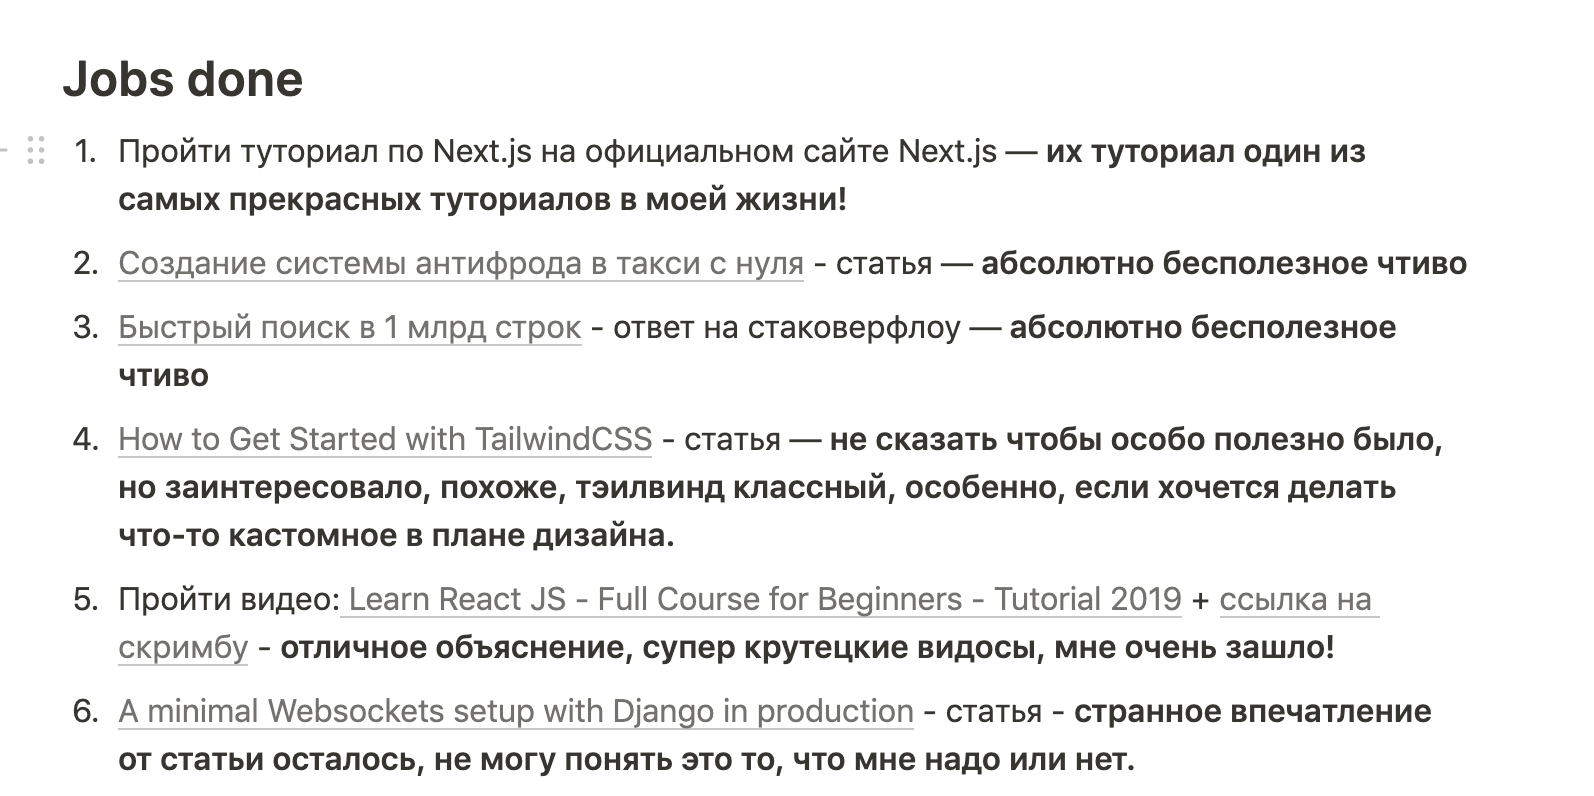 Jobs done
1. Пройти туториал по Next.js на официальном сайте Next.js — их туториал один из
самых прекрасных туториалов в моей жизни!
2. Создание системы антифрода в такси с нуля - статья — абсолютно бесполезное чтиво
3. Быстрый поиск в 1 млрд строк - ответ на стаковерфлоу — абсолютно бесполезное
чтиво
4. How to Get Started with TailwindCSS - статья — не сказать чтобы особо полезно было,
но заинтересовало, похоже, тэилвинд классный, особенно, если хочется делать
что-то кастомное в плане дизайна.
5. Пройти видео: Learn React JS - Full Course for Beginners - Tutorial 2019 + ссылка на
скримбу - отличное объяснение, супер крутецкие видосы, мне очень зашло!
6. A minimal Websockets setup with Django in production - статья - странное впечатление
от статьи осталось, не могу понять это то, что мне надо или нет.